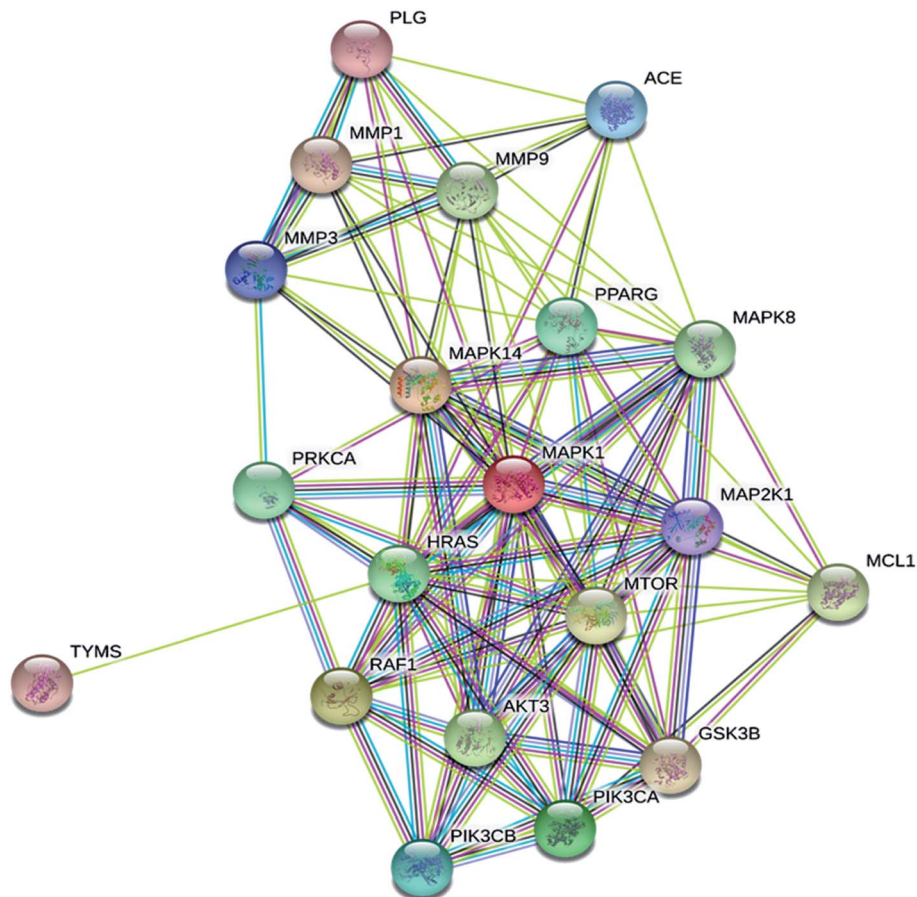 PLG
ACE
MMP1
MMP9
MMP3
PPARG
MAPK8
MAPK14
MAPK1
PRKCA
MAP2K1
HRAS
MTOR
MCL1
TYMS
RAF1
AKT3
GSK3B
PIK3CA
PIK3CB